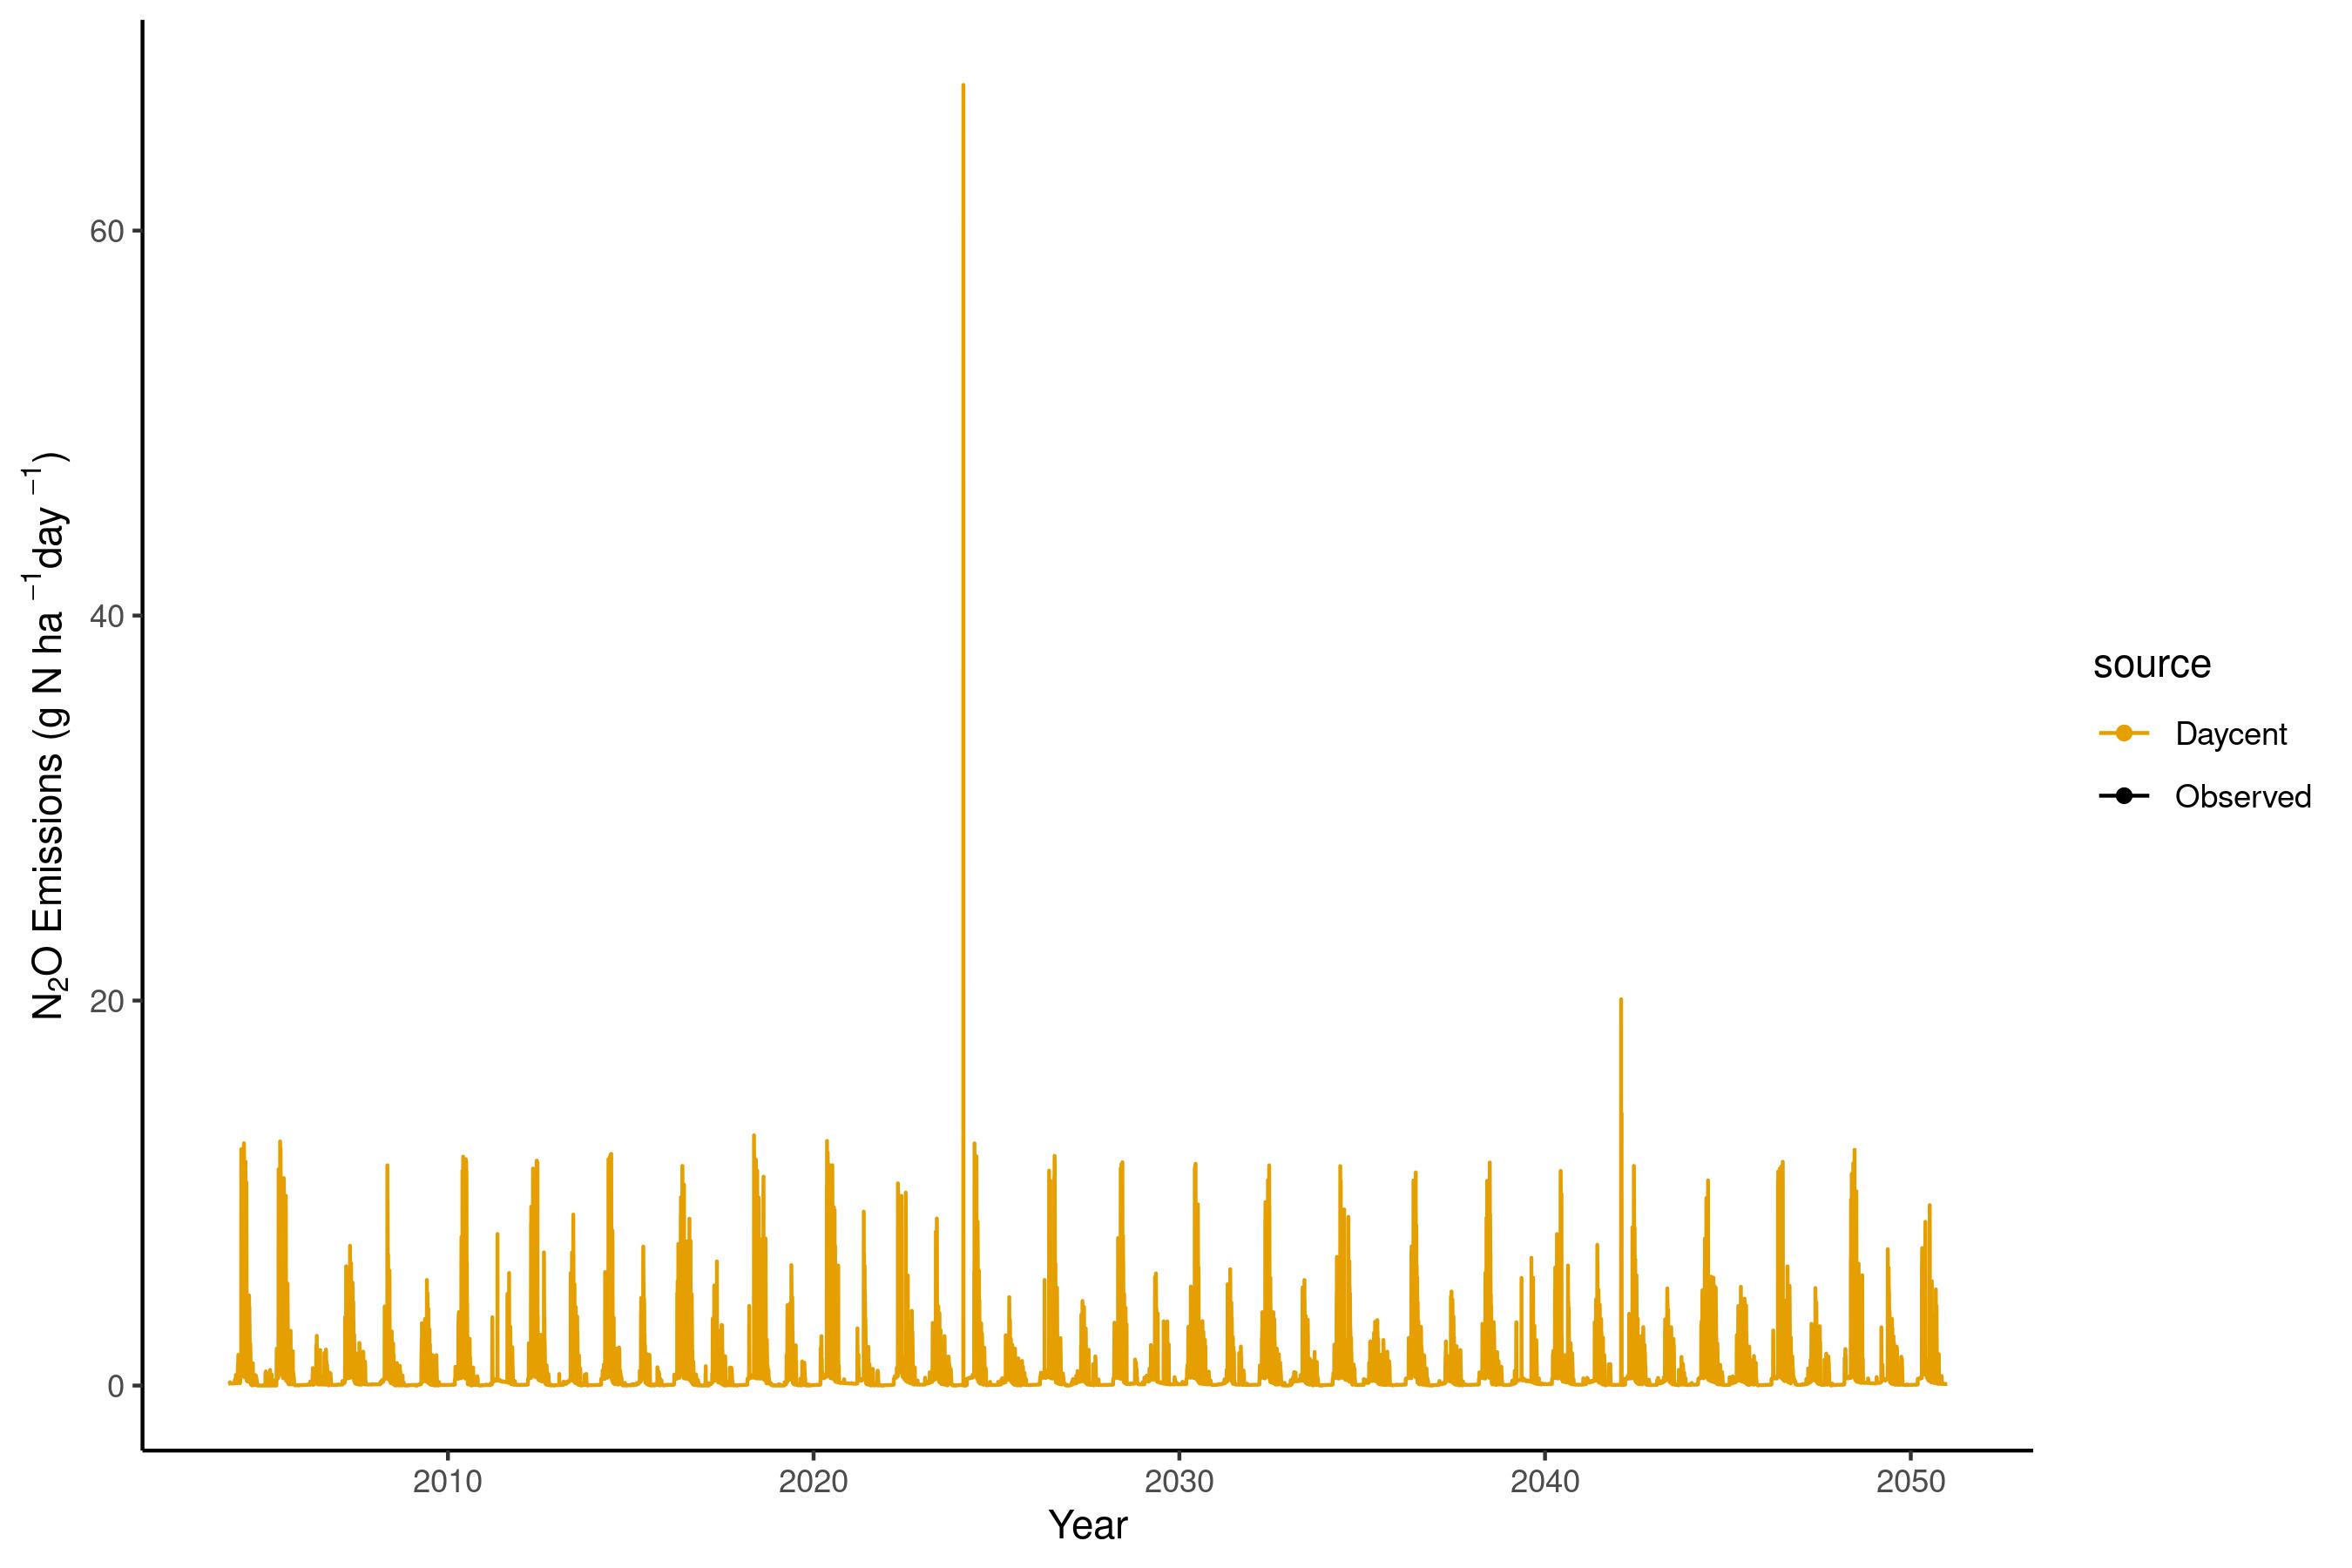 60
40
20
0
N₂O Emissions (g N ha ⁻¹day ⁻¹)
2010 2020 2030 2040 2050
Year
source
Daycent
Observed